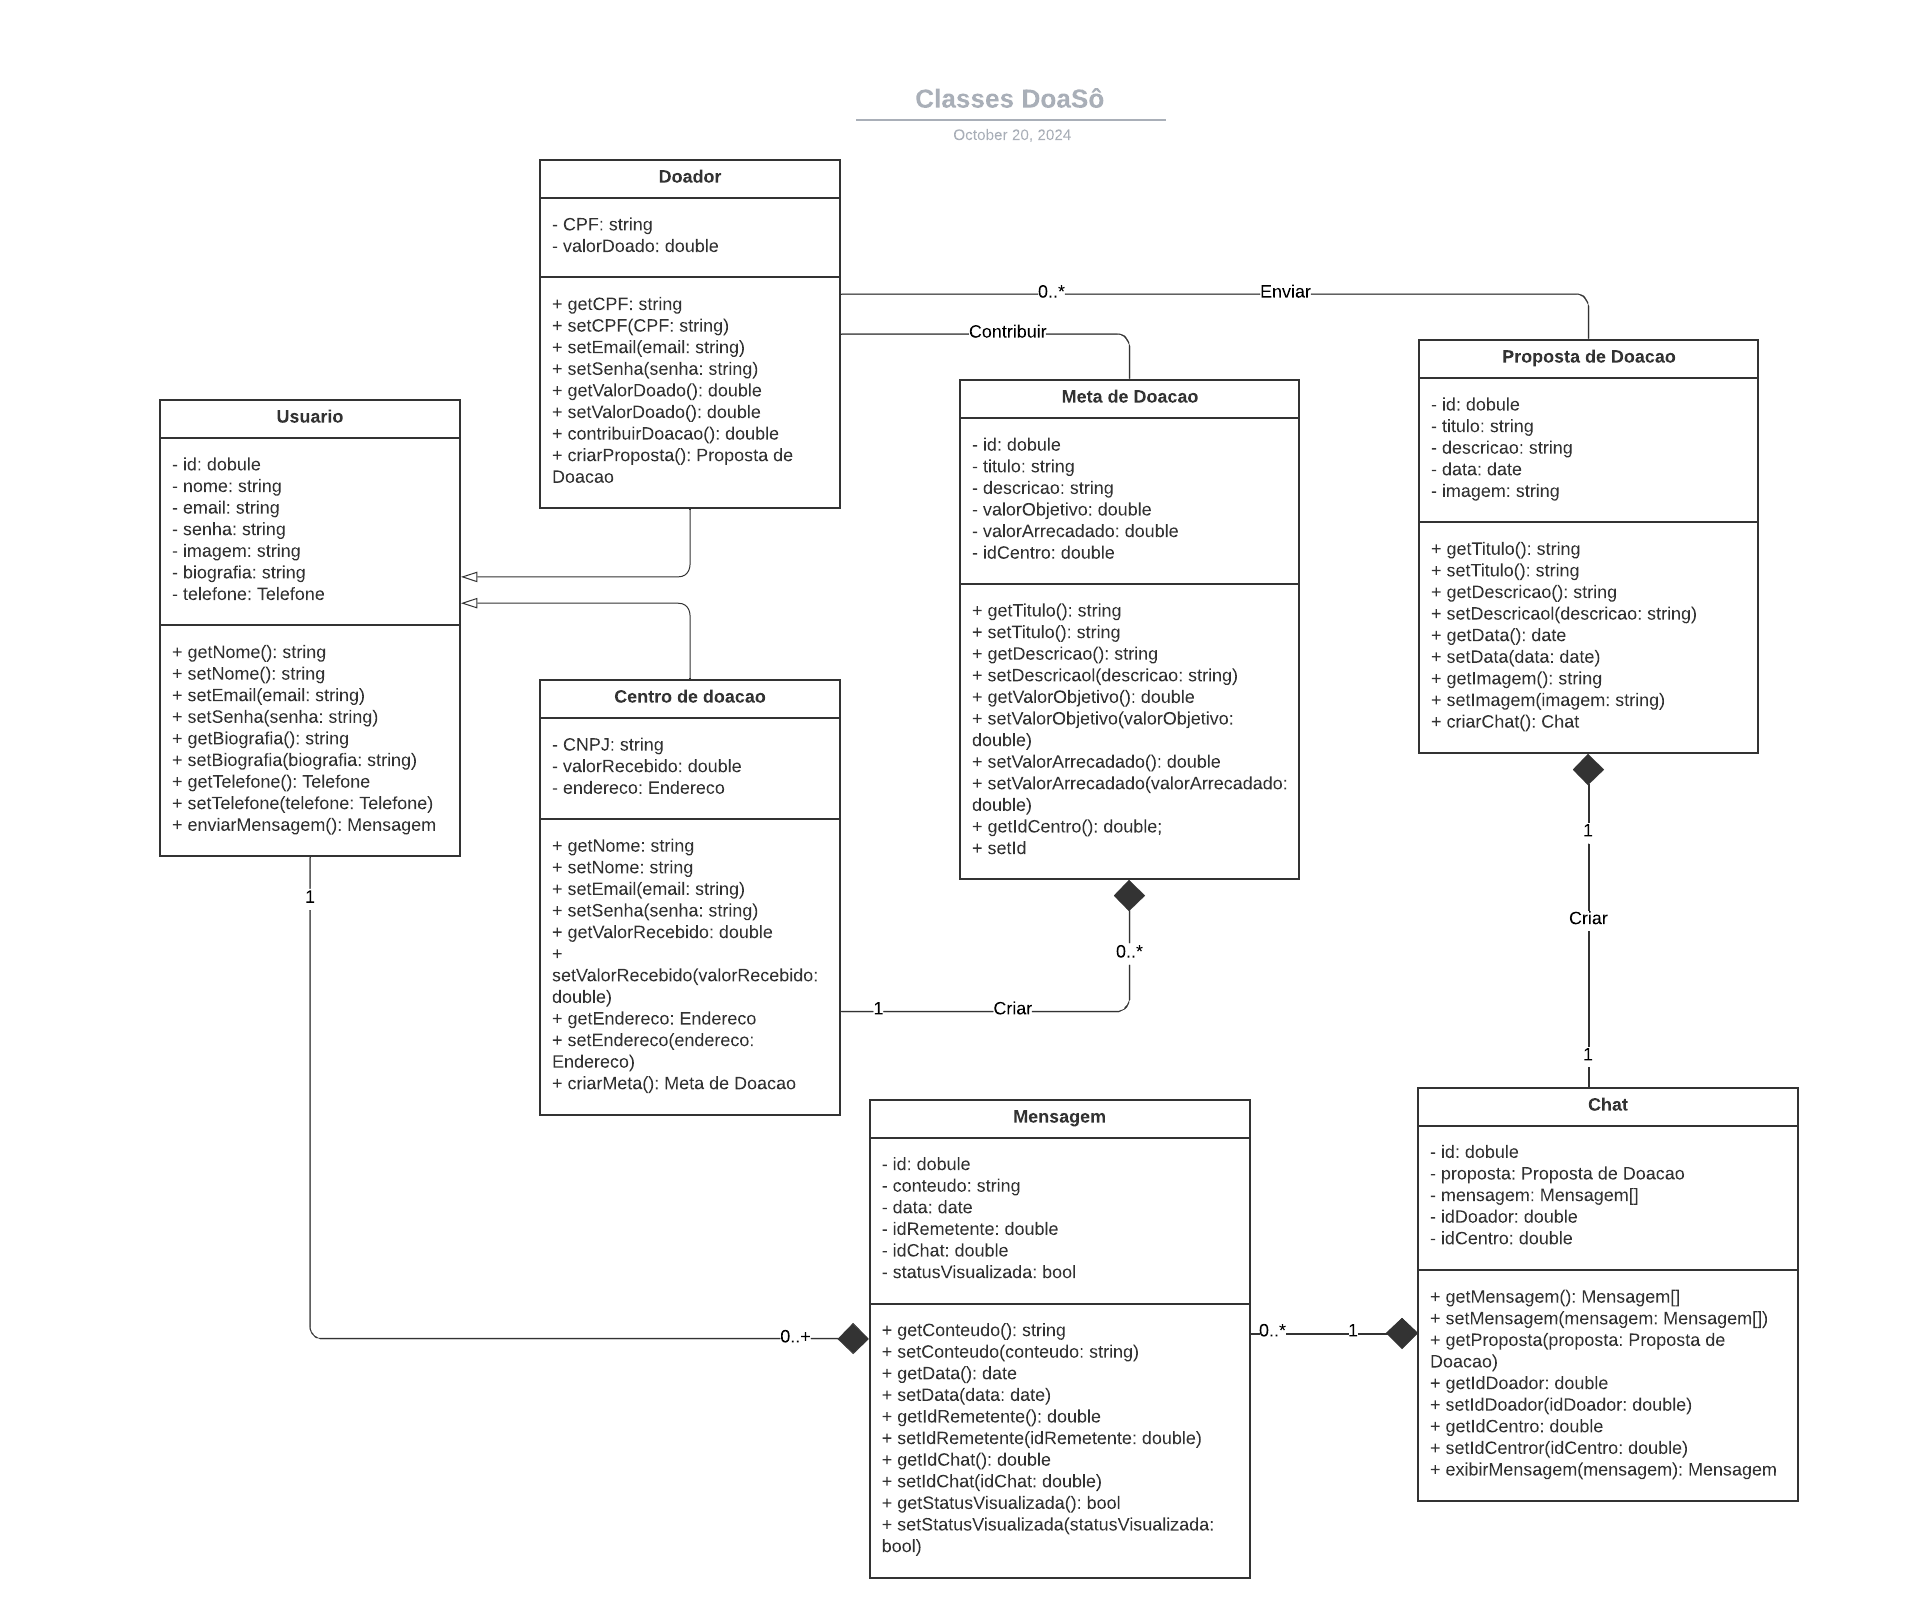 Classes DoaSô
October 20, 2024
Doador
- CPF: string
- valorDoado: double
+ getCPF: string
+ setCPF(CPF: string)
+ setEmail(email: string)
+ setSenha(senha: string)
+ getValorDoado(): double
+ setValorDoado(): double
+ contribuirDoacao(): double
+ criarProposta(): Proposta de
Doacao
0..*
Enviar
Contribuir
Usuario
- id: dobule
- nome: string
- email: string
- senha: string
- imagem: string
- biografia: string
- telefone: Telefone
+ getNome(): string
+ setNome(): string
+ setEmail(email: string)
+ setSenha(senha: string)
+ getBiografia(): string
+ setBiografia(biografia: string)
+ getTelefone(): Telefone
+ setTelefone(telefone: Telefone)
+ enviarMensagem(): Mensagem
1
0..+
Centro de doacao
- CNPJ: string
- valorRecebido: double
- endereco: Endereco
+ getNome: string
+ setNome: string
+ setEmail(email: string)
+ setSenha(senha: string)
+ getValorRecebido: double
+
setValorRecebido(valorRecebido:
double)
+ getEndereco: Endereco
+ setEndereco(endereco:
Endereco)
+ criarMeta(): Meta de Doacao
1
Criar
0..*
Meta de Doacao
- id: dobule
- titulo: string
- descricao: string
- valorObjetivo: double
- valorArrecadado: double
- idCentro: double
+ getTitulo(): string
+ setTitulo(): string
+ getDescricao(): string
+ setDescricaol(descricao: string)
+ getValorObjetivo(): double
+ setValorObjetivo(valorObjetivo:
double)
+ setValorArrecadado(): double
+ setValorArrecadado(valorArrecadado:
double)
+ getIdCentro(): double;
+ setId
Proposta de Doacao
- id: dobule
- titulo: string
- descricao: string
- data: date
- imagem: string
+ getTitulo(): string
+ setTitulo(): string
+ getDescricao(): string
+ setDescricaol(descricao: string)
+ getData(): date
+ setData(data: date)
+ getImagem(): string
+ setImagem(imagem: string)
+ criarChat(): Chat
1
Criar
1
Mensagem
- id: dobule
- conteudo: string
- data: date
- idRemetente: double
- idChat: double
- statusVisualizada: bool
+ getConteudo(): string
+ setConteudo(conteudo: string)
+ getData(): date
+ setData(data: date)
+ getIdRemetente(): double
+ setIdRemetente(idRemetente: double)
+ getIdChat(): double
+ setIdChat(idChat: double)
+ getStatusVisualizada(): bool
+ setStatusVisualizada(statusVisualizada:
bool)
0..*
1
Chat
- id: dobule
- proposta: Proposta de Doacao
- mensagem: Mensagem[]
- idDoador: double
- idCentro: double
+ getMensagem(): Mensagem[]
+ setMensagem(mensagem: Mensagem[])
+ getProposta(proposta: Proposta de
Doacao)
+ getIdDoador: double
+ setIdDoador(idDoador: double)
+ getIdCentro: double
+ setIdCentror(idCentro: double)
+ exibirMensagem(mensagem): Mensagem